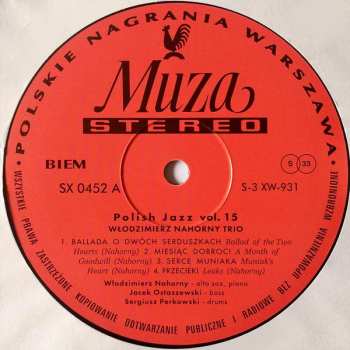 POLSKIE NAGRANIA WARSZAWA
Muza
STEREO
BIEM
S 33
SX 0452 A
S-3 XW-931
Polish Jazz vol. 15
WŁODZIMIERZ NAHORNY TRIO
1. BALLADA O DWÓCH SERDUSZKACH Ballad of the Two
Hearts (Nahorny) 2. MIESIĄC DOBROCI A Month of
Goodwill (Nahorny) 3. SERCE MUNIAKA Muniak's
Heart (Nahorny) 4. PRZECIEKI Leaks (Nahorny)
Włodzimierz Nahorny - alto sax, piano
Jacek Ostaszewski - bass
Sergiusz Perkowski - drums
• WSZYSTKIE PRAWA ZASTRZEŻONE KOPIOWANIE ODTWARZANIE PUBLICZNE I RADIOWE BEZ UPOWAŻNIENIA WZBRONIONE •